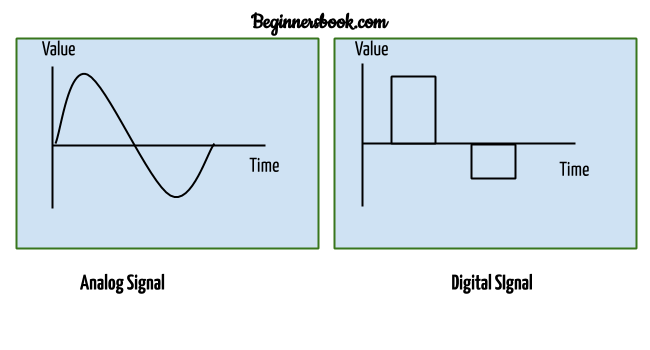 Beginnersbook.com
Value
Time
Analog Signal
Value
Time
Digital SIgnal